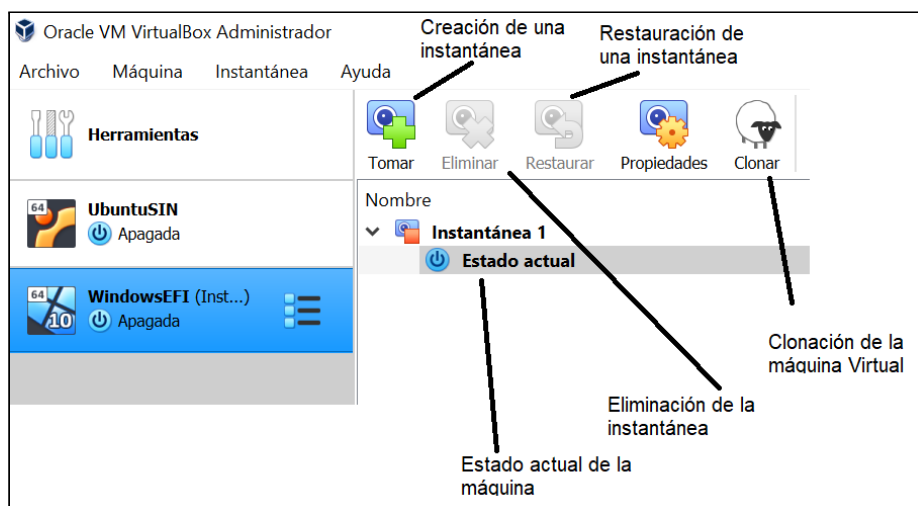 Oracle VM VirtualBox Administrador
Creación de una
instantánea
Restauración de
una instantánea
Archivo Máquina Instantánea Ayuda
Herramientas
Tomar Eliminar Restaurar Propiedades Clonar
Nombre
64 UbuntuSIN
Apagada
Instantánea 1
Estado actual
64 10 WindowsEFI (Inst...)
Apagada
Clonación de la
máquina Virtual
Eliminación de la
instantánea
Estado actual de la
máquina